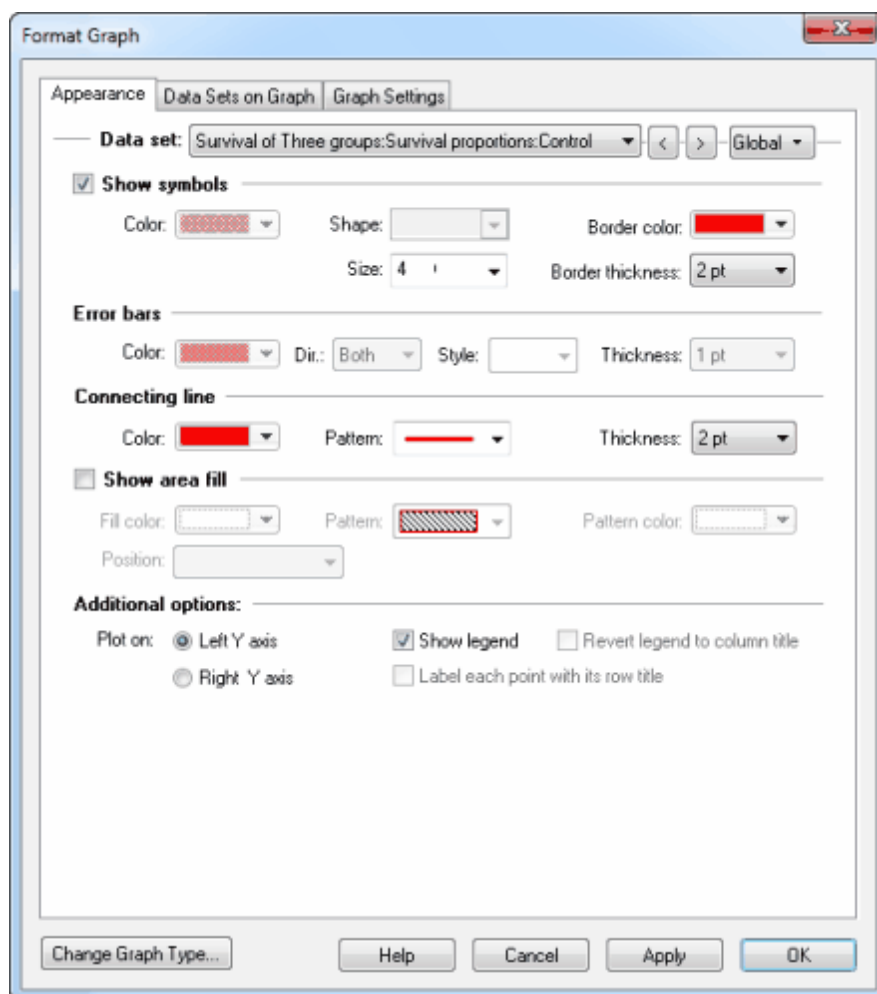 Format Graph
Appearance Data Sets on Graph Graph Settings
Data set: Survival of Three groups:Survival proportions:Control < > Global
Show symbols
Color: Shape: Border color:
Size: 4 Border thickness: 2 pt
Error bars
Color: Dir.: Both Style: Thickness: 1 pt
Connecting line
Color: Pattern: Thickness: 2 pt
Show area fill
Fill color: Pattern: Pattern color:
Position:
Additional options:
Plot on: Left Y axis Show legend Revert legend to column title
Right Y axis Label each point with its row title
Change Graph Type... Help Cancel Apply OK